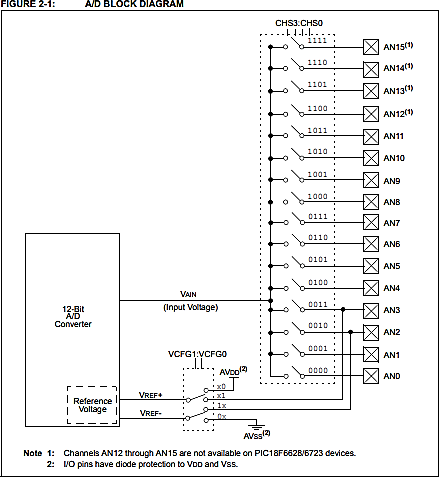 FIGURE 2-1: A/D BLOCK DIAGRAM
CHS3:CHS0
1111 AN15(1)
1110 AN14(1)
1101 AN13(1)
1100 AN12(1)
1011 AN11
1010 AN10
1001 AN9
1000 AN8
0111 AN7
0110 AN6
0101 AN5
0100 AN4
0011 AN3
0010 AN2
0001 AN1
0000 AN0
12-Bit
A/D
Converter
VAIN
(Input Voltage)
VCFG1:VCFG0
AVDD(2)
Reference
Voltage
VREF+
VREF-
x0
x1
1x
0x
AVSS(2)
Note 1: Channels AN12 through AN15 are not available on PIC18F6628/6723 devices.
2: I/O pins have diode protection to VDD and VSS.